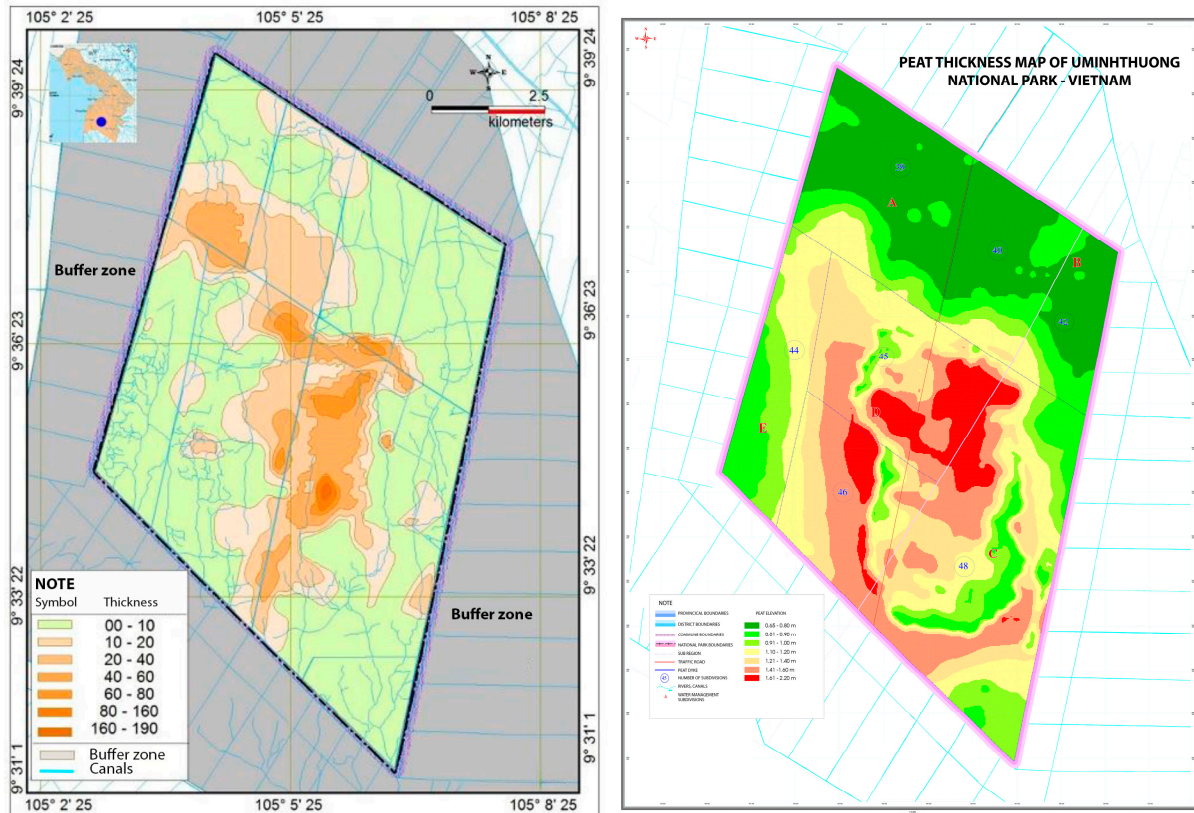 105° 2' 25
105° 5' 25
105° 8' 25
9° 39' 24
9° 39' 24
N
W
E
S
0
2.5
kilometers
Buffer zone
9° 36' 23
9° 36' 23
NOTE
Symbol Thickness
00 - 10
10 - 20
20 - 40
40 - 60
60 - 80
80 - 160
160 - 190
Buffer zone
Canals
Buffer zone
9° 33' 22
9° 33' 22
9° 31' 1
9° 31' 1
105° 2' 25
105° 5' 25
105° 8' 25
PEAT THICKNESS MAP OF UMINHTHUONG
NATIONAL PARK - VIETNAM
N
W
E
S
A
B
44
45
D
E
46
C
48
NOTE
PROVINCICAL BOUNDARIES
DISTRICT BOUNDARIES
COMMUNE BOUNDARIES
NATIONAL PARK BOUNDARIES
SUB REGION
TRAFFIC ROAD
PEAT DYKE
NUMBER OF SUBDIVISIONS
RIVERS, CANALS
A
WATER MANAGEMENT
SUBDIVISIONS
PEAT ELEVATION
0.65 - 0.80 m
0.81 - 0.90 m
0.91 - 1.00 m
1.10 - 1.20 m
1.21 - 1.40 m
1.41 - 1.60 m
1.61 - 2.20 m